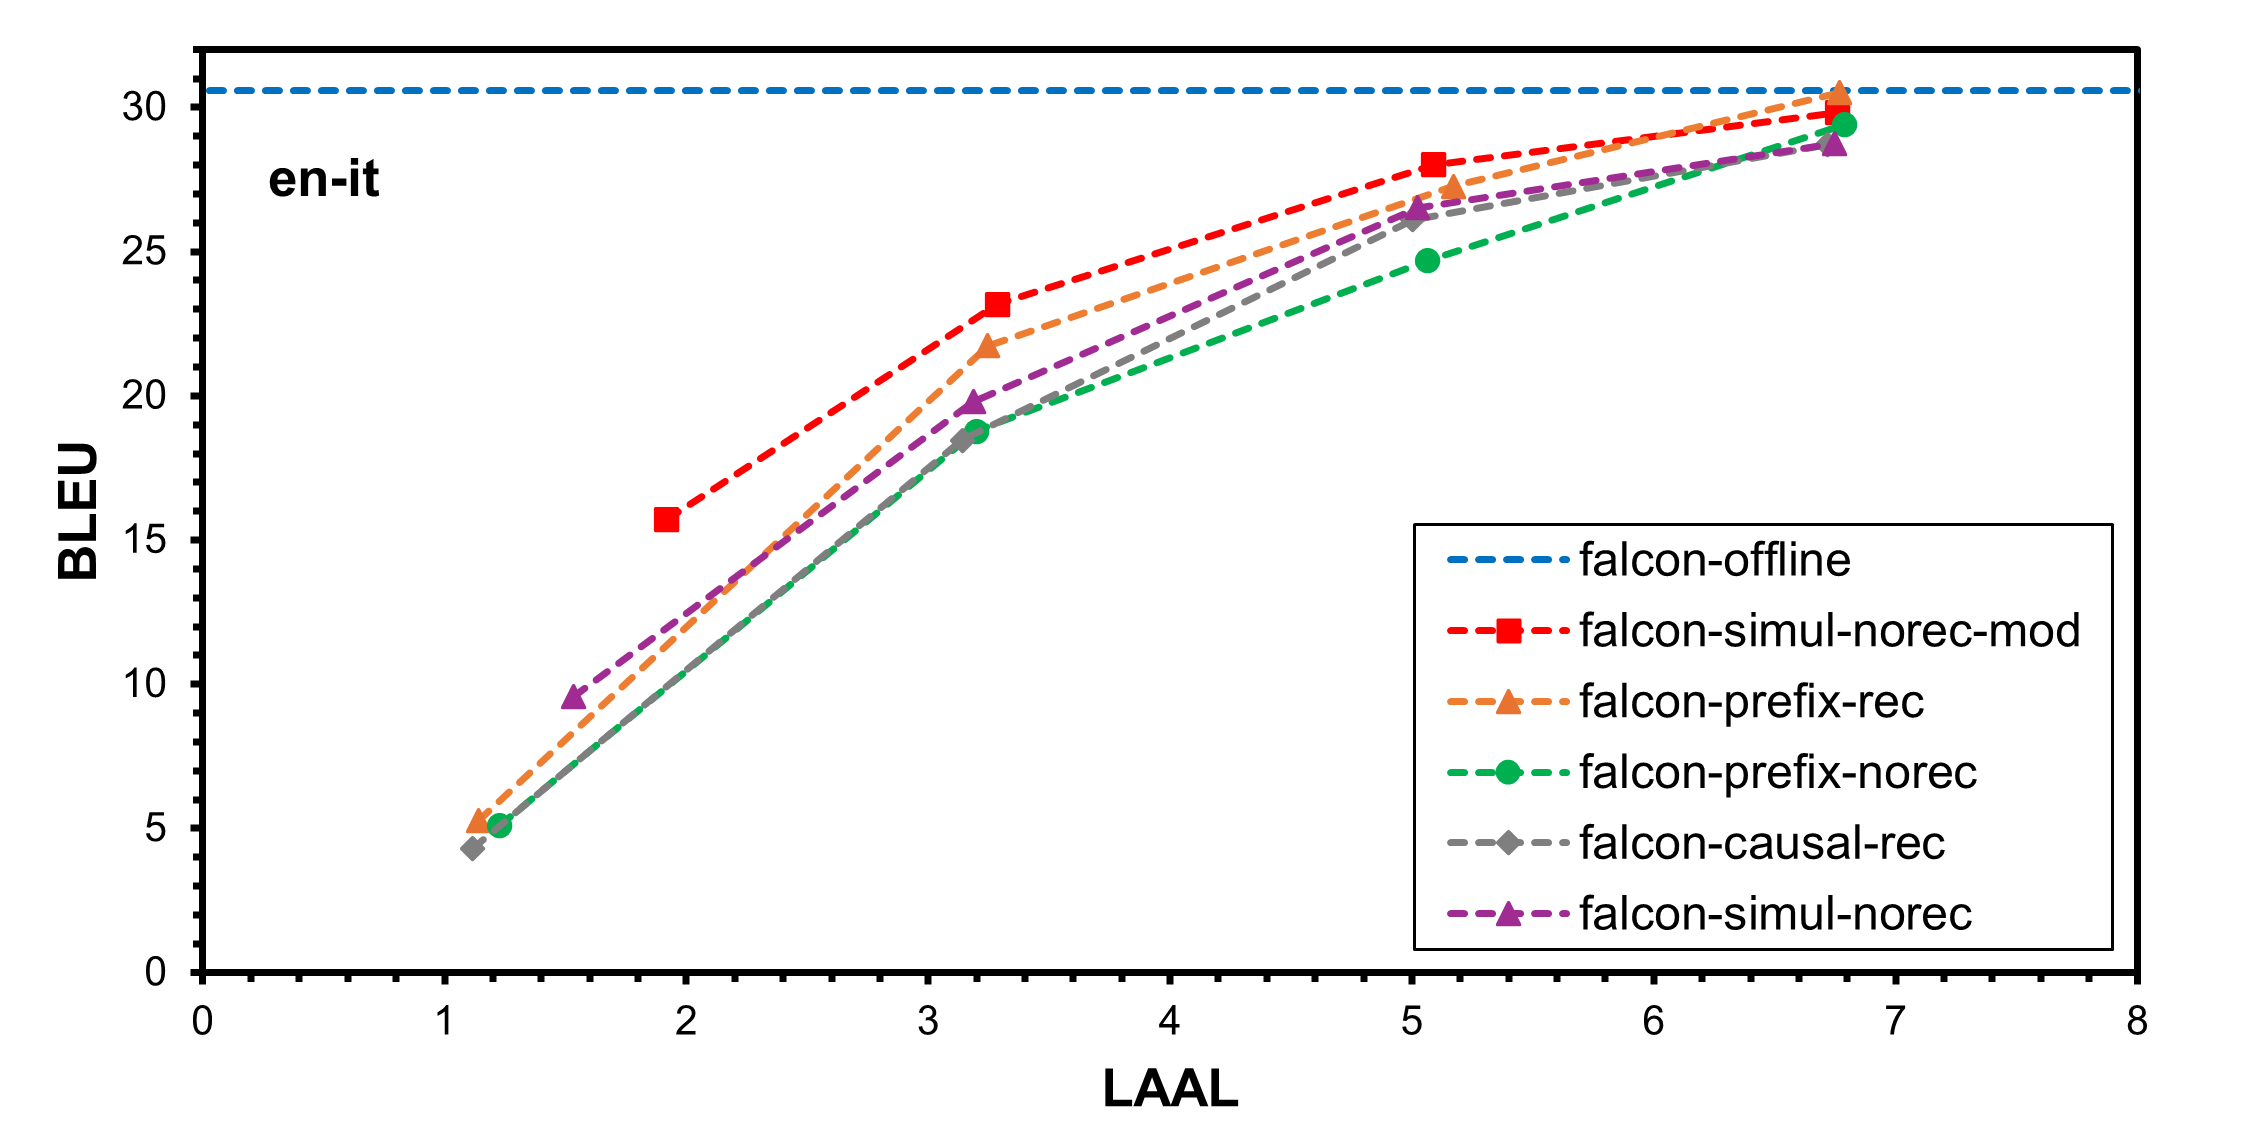 30
25
20
15
10
5
0
BLEU
en-it
falcon-offline
falcon-simul-norec-mod
falcon-prefix-rec
falcon-prefix-norec
falcon-causal-rec
falcon-simul-norec
0 1 2 3 4 5 6 7 8
LAAL